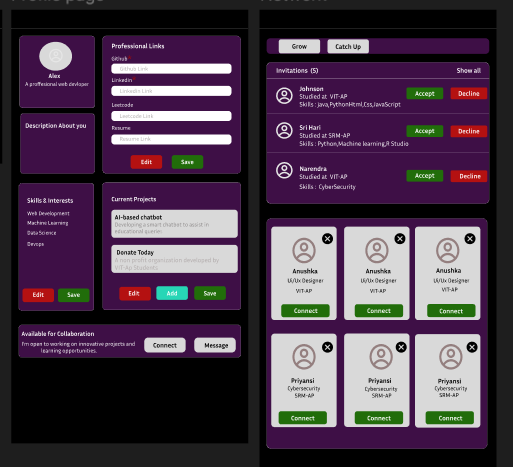 Profile page
Network
Alex
A proffesional web devloper
Description About you
Professional Links
Github*
Github Link
Linkedin*
Linkedin Link
Leetcode
Leetcode Link
Resume
Resume Link
Edit
Save
Skills & Interests
Web Development
Machine Learning
Data Science
Devops
Edit
Save
Current Projects
AI-based chatbot
Developing a smart chatbot to assist in
educational queries
Donate Today
A non profit organization developed by
VIT-Ap Students
Edit
Add
Save
Available for Collaboration
I'm open to working on innovative projects and
learning opportunities.
Connect
Message
Grow
Catch Up
Invitations (5)
Show all
Johnson
Studied at VIT-AP
Skills : java,PythonHtml,Css,JavaScript
Accept
Decline
Sri Hari
Studied at SRM-AP
Skills : Python,Machine learning,R Studio
Accept
Decline
Narendra
Studied at VIT-AP
Skills : CyberSecurity
Accept
Decline
Anushka
Ui/Ux Designer
VIT-AP
Connect
Anushka
Ui/Ux Designer
VIT-AP
Connect
Anushka
Ui/Ux Designer
VIT-AP
Connect
Priyansi
Cybersecurity
SRM-AP
Connect
Priyansi
Cybersecurity
SRM-AP
Connect
Priyansi
Cybersecurity
SRM-AP
Connect